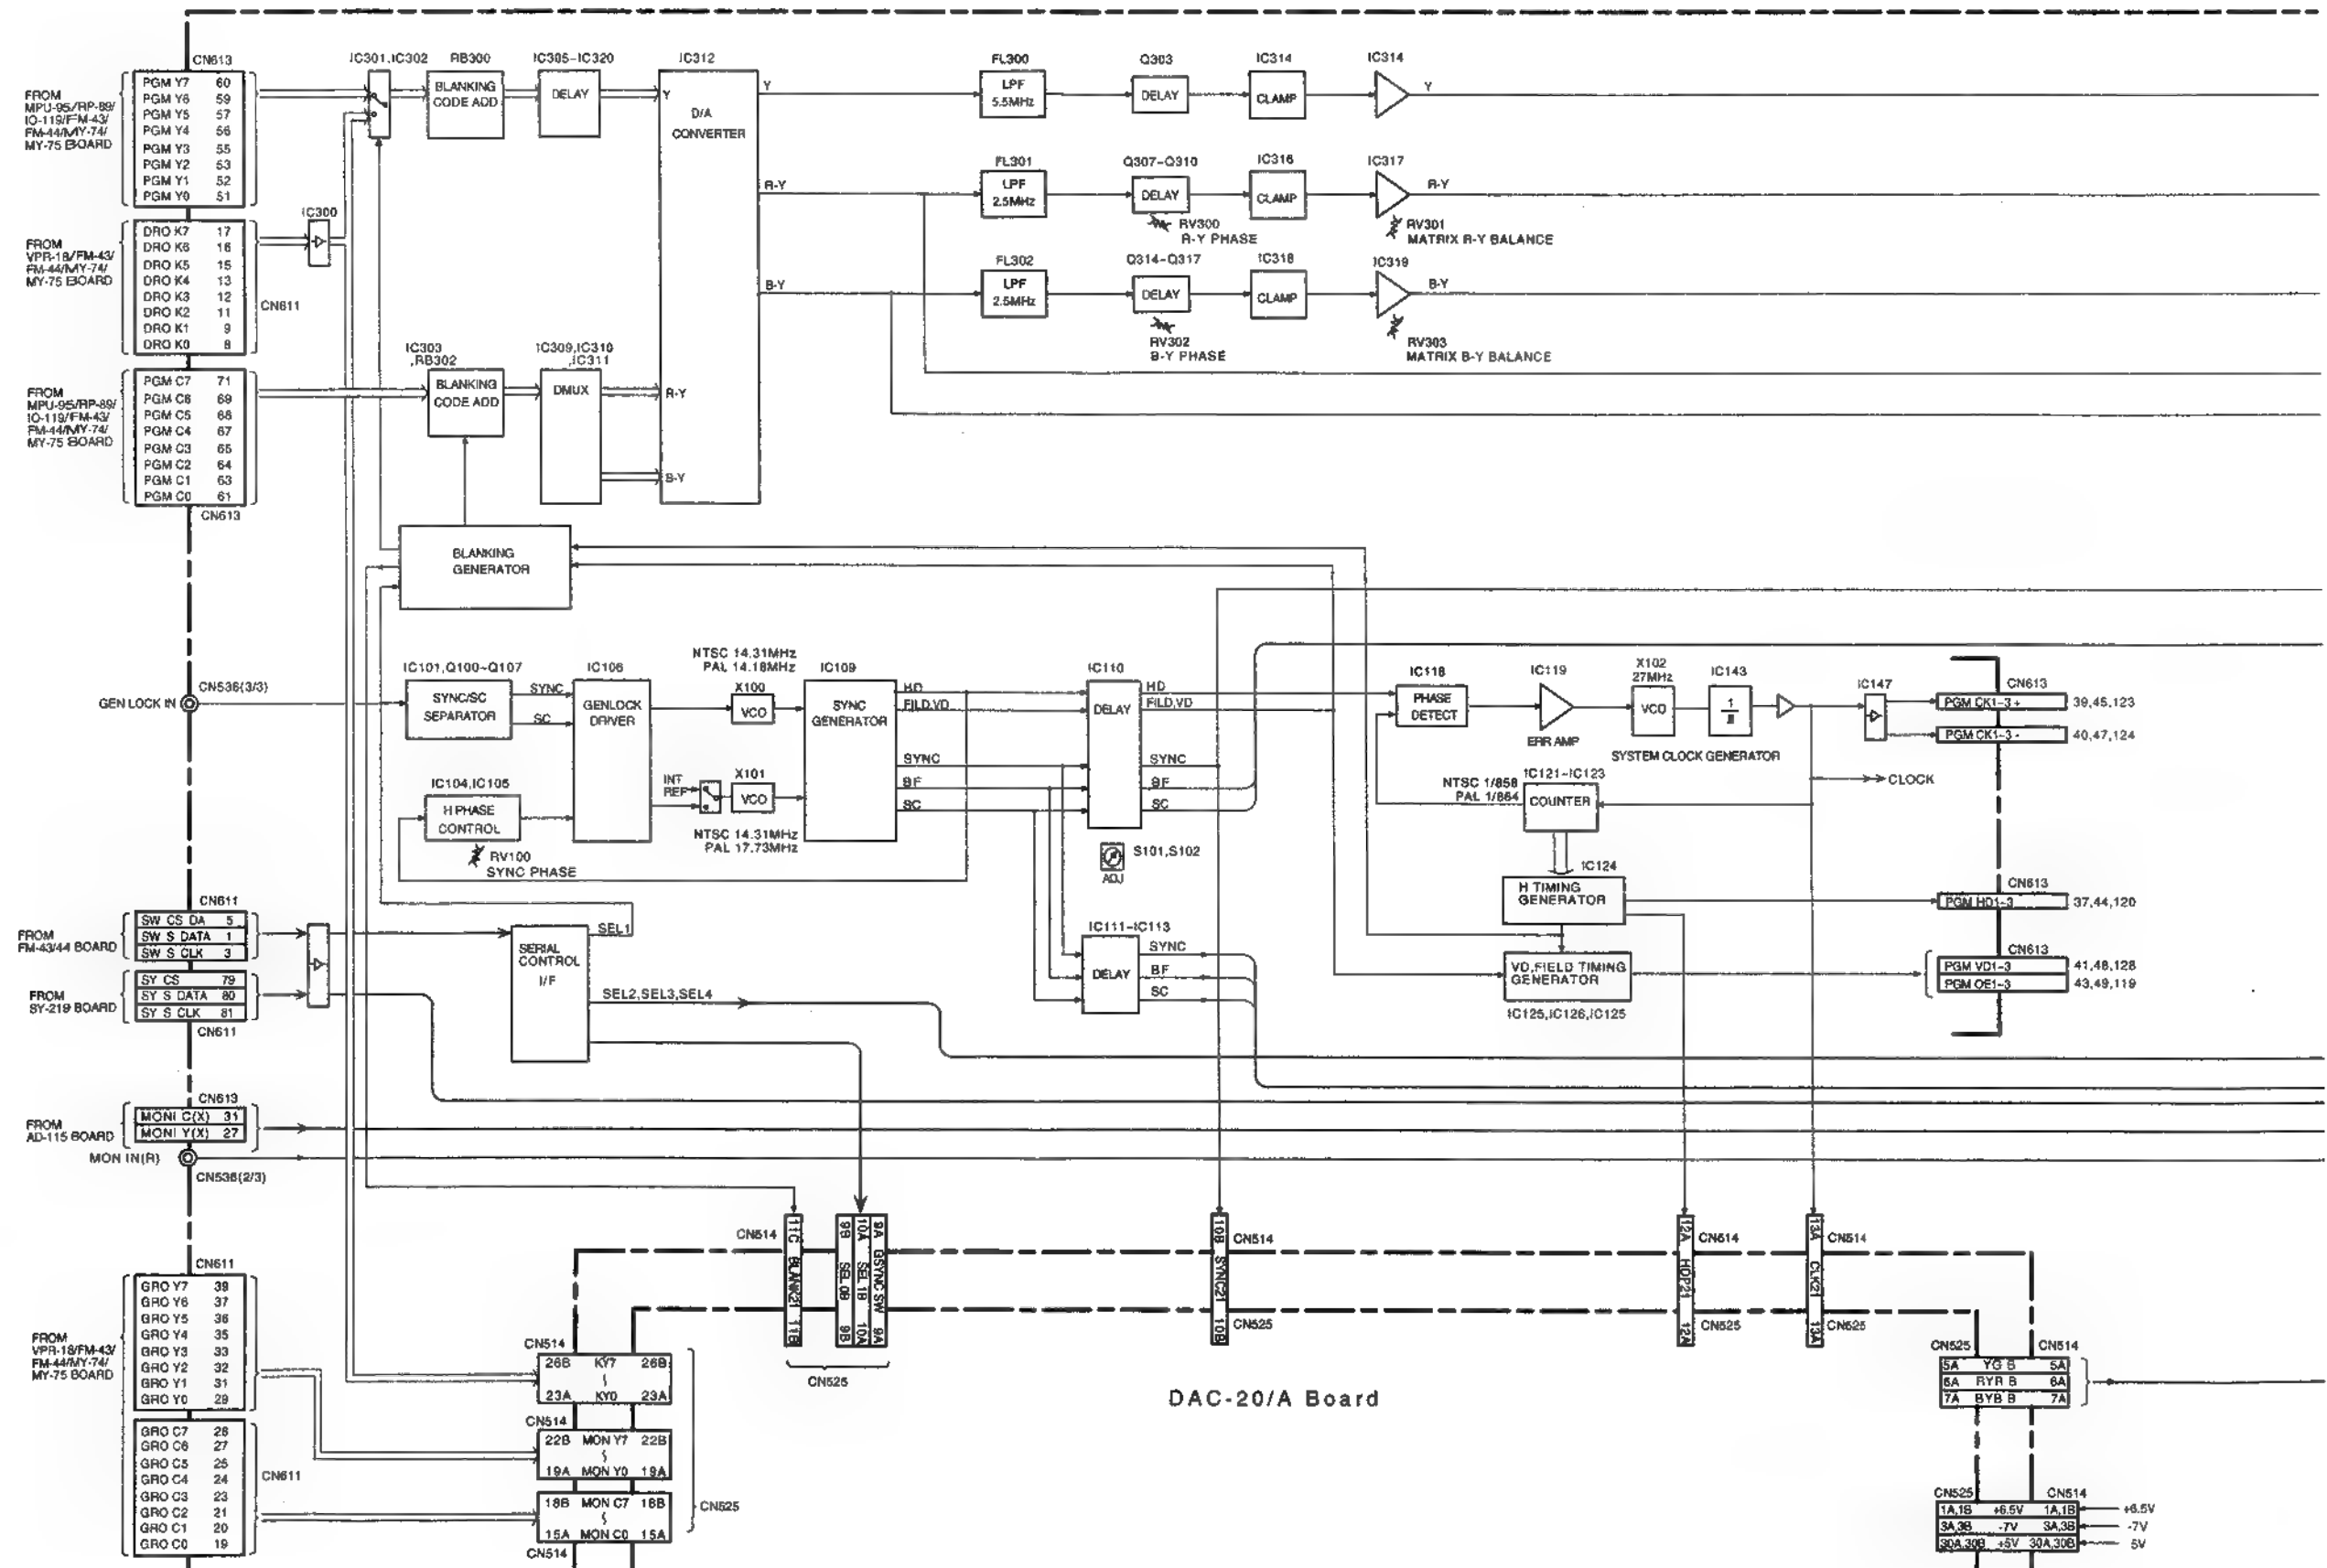 CN613
FROM
MPU-95/RP-89/
IO-119/FM-43/
FM-44/MY-74/
MY-75 BOARD
PGM Y7 60
PGM Y6 59
PGM Y5 57
PGM Y4 56
PGM Y3 55
PGM Y2 53
PGM Y1 52
PGM Y0 51
FROM
VPR-18/FM-43/
FM-44/MY-74/
MY-75 BOARD
DRO K7 17
DRO K6 16
DRO K5 15
DRO K4 13
DRO K3 12
DRO K2 11
DRO K1 9
DRO K0 8
CN611
IC300
FROM
MPU-95/RP-89/
IO-119/FM-43/
FM-44/MY-74/
MY-75 BOARD
PGM C7 71
PGM C6 69
PGM C5 68
PGM C4 67
PGM C3 65
PGM C2 64
PGM C1 63
PGM C0 61
CN613
IC301,IC302
RB300
BLANKING
CODE ADD
IC305-IC320
DELAY
IC312
Y
D/A
CONVERTER
Y
R-Y
B-Y
R-Y
B-Y
IC303
,RB302
BLANKING
CODE ADD
IC309,IC310
,IC311
DMUX
FL300
LPF
5.5MHz
Q303
DELAY
IC314
CLAMP
IC314
Y
FL301
LPF
2.5MHz
Q307-Q310
DELAY
RV300
R-Y PHASE
IC316
CLAMP
IC317
R-Y
RV301
MATRIX R-Y BALANCE
FL302
LPF
2.5MHz
Q314-Q317
DELAY
RV302
B-Y PHASE
IC318
CLAMP
IC319
B-Y
RV303
MATRIX B-Y BALANCE
BLANKING
GENERATOR
GEN LOCK IN
CN536(3/3)
IC101,Q100-Q107
SYNC/SC
SEPARATOR
SYNC
SC
IC106
GENLOCK
DRIVER
NTSC 14.31MHz
PAL 14.18MHz
X100
VCO
IC109
SYNC
GENERATOR
HD
FILD,VD
SYNC
BF
SC
IC104,IC105
H PHASE
CONTROL
RV100
SYNC PHASE
INT
REF
X101
VCO
NTSC 14.31MHz
PAL 17.73MHz
IC110
DELAY
HD
FILD,VD
SYNC
BF
SC
S101,S102
ADJ
IC111-IC113
DELAY
SYNC
BF
SC
IC118
PHASE
DETECT
IC119
ERR AMP
X102
27MHz
VCO
IC143
1
SYSTEM CLOCK GENERATOR
IC147
CN613
PGM CK1-3 + 39,45,123
PGM CK1-3 - 40,47,124
CLOCK
NTSC 1/858
PAL 1/864
IC121-IC123
COUNTER
IC124
H TIMING
GENERATOR
CN613
PGM HD1-3 37,44,120
VD,FIELD TIMING
GENERATOR
IC125,IC126,IC125
CN613
PGM VD1-3 41,48,128
PGM OE1-3 43,49,119
CN611
FROM
FM-43/44 BOARD
SW CS DA 5
SW S DATA 1
SW S CLK 3
FROM
SY-219 BOARD
SY CS 79
SY S DATA 80
SY S CLK 81
CN611
SERIAL
CONTROL
I/F
SEL1
SEL2,SEL3,SEL4
CN613
FROM
AD-115 BOARD
MONI C(X) 31
MONI Y(X) 27
MON IN(R)
CN536(2/3)
CN611
FROM
VPR-18/FM-43/
FM-44/MY-74/
MY-75 BOARD
GRO Y7 39
GRO Y6 37
GRO Y5 36
GRO Y4 35
GRO Y3 33
GRO Y2 32
GRO Y1 31
GRO Y0 29
GRO C7 28
GRO C6 27
GRO C5 25
GRO C4 24
GRO C3 23
GRO C2 21
GRO C1 20
GRO C0 19
CN611
CN514
11C BLANK21 11B
9B SEL 0B 9B
10A SEL 1B 10A
9A GSYNC SW 9A
CN525
10B SYNC21 10B
CN514
CN525
12A HDP21 12A
CN514
CN525
13A CLK21 13A
CN514
CN525
CN514
26B KY7 26B
23A KY0 23A
CN514
22B MON Y7 22B
19A MON Y0 19A
18B MON C7 18B
15A MON C0 15A
CN514
CN525
DAC-20/A Board
CN525 CN514
5A YG B 5A
6A RYR B 6A
7A BYB B 7A
CN525 CN514
1A,1B +6.5V 1A,1B +6.5V
3A,3B -7V 3A,3B -7V
30A,30B +5V 30A,30B 5V